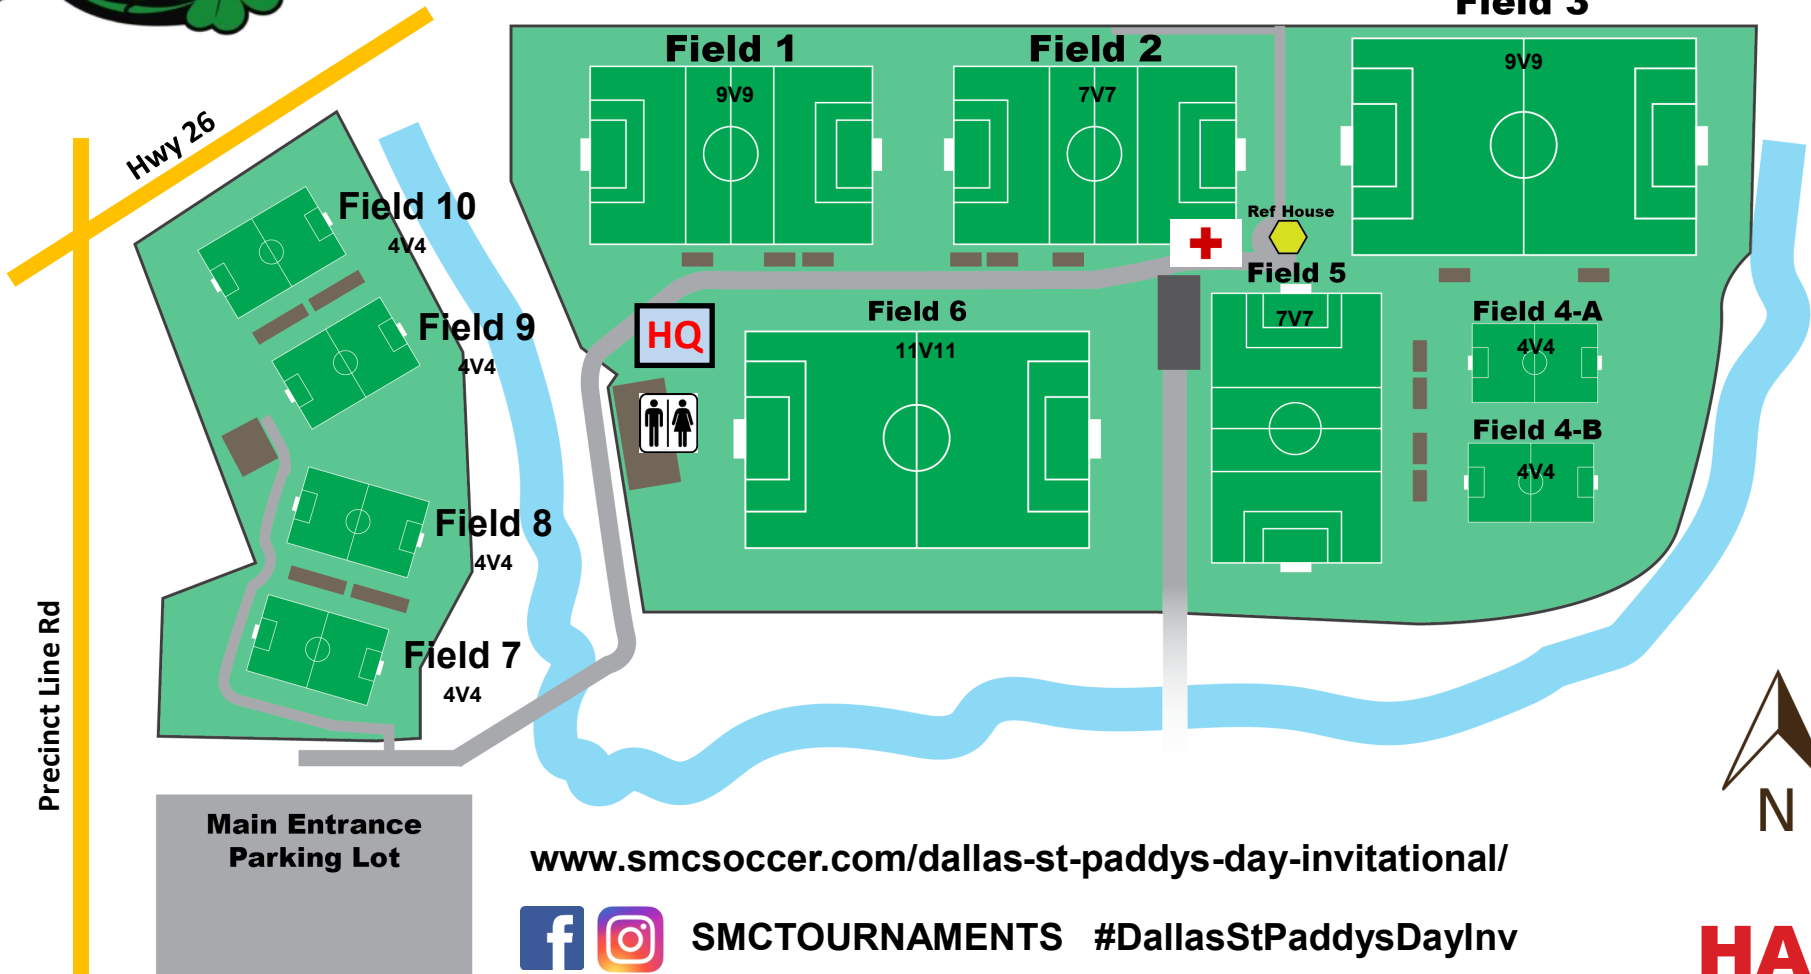 Field 3
Field 1
9V9
Field 2
7V7
9V9
Hwy 26
Field 10
4V4
Ref House
Field 5
7V7
Field 9
4V4
HQ
Field 6
11V11
Field 4-A
4V4
Field 4-B
4V4
Field 8
4V4
Field 7
4V4
Precinct Line Rd
N
Main Entrance
Parking Lot
www.smcsoccer.com/dallas-st-paddys-day-invitational/
f
SMCTOURNAMENTS #DallasStPaddysDayInv
HA